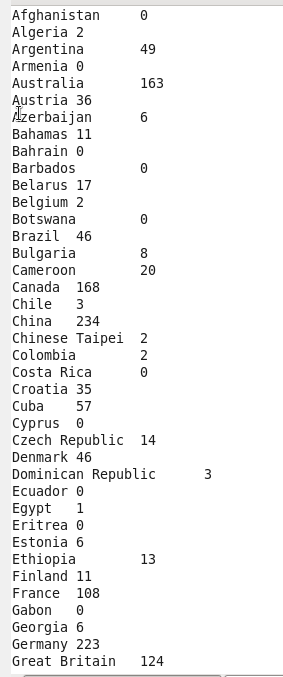 Afghanistan 0
Algeria 2
Argentina 49
Armenia 0
Australia 163
Austria 36
Azerbaijan 6
Bahamas 11
Bahrain 0
Barbados 0
Belarus 17
Belgium 2
Botswana 0
Brazil 46
Bulgaria 8
Cameroon 20
Canada 168
Chile 3
China 234
Chinese Taipei 2
Colombia 2
Costa Rica 0
Croatia 35
Cuba 57
Cyprus 0
Czech Republic 14
Denmark 46
Dominican Republic 3
Ecuador 0
Egypt 1
Eritrea 0
Estonia 6
Ethiopia 13
Finland 11
France 108
Gabon 0
Georgia 6
Germany 223
Great Britain 124